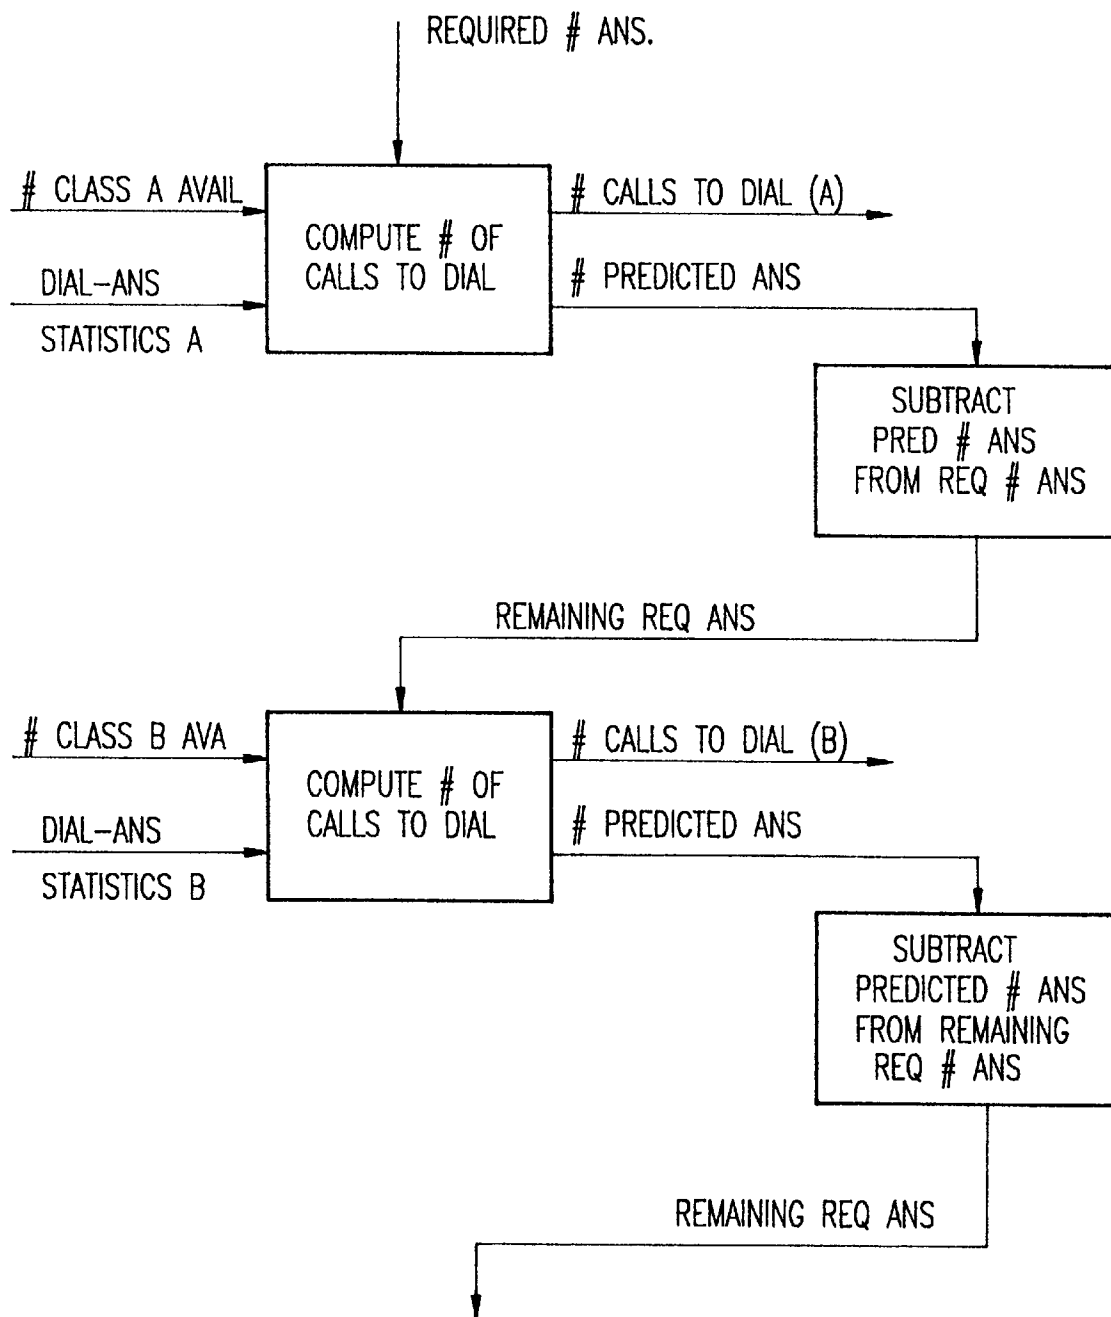 REQUIRED # ANS.
# CLASS A AVAIL
# CALLS TO DIAL (A)
COMPUTE # OF
CALLS TO DIAL
DIAL-ANS
STATISTICS A
# PREDICTED ANS
SUBTRACT
PRED # ANS
FROM REQ # ANS
REMAINING REQ ANS
# CLASS B AVA
# CALLS TO DIAL (B)
COMPUTE # OF
CALLS TO DIAL
DIAL-ANS
STATISTICS B
# PREDICTED ANS
SUBTRACT
PREDICTED # ANS
FROM REMAINING
REQ # ANS
REMAINING REQ ANS